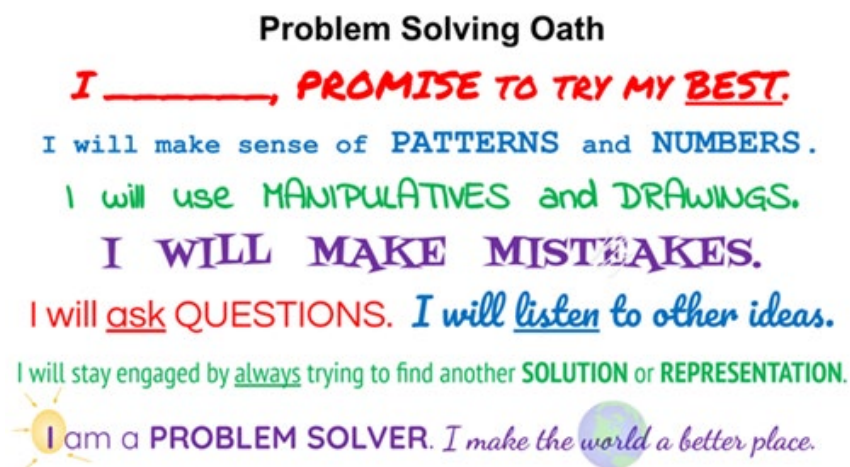 Problem Solving Oath
I _______, PROMISE TO TRY MY BEST.
I will make sense of PATTERNS and NUMBERS.
I will use MANIPULATIVES and DRAWINGS.
I WILL MAKE MISTEAKES.
I will ask QUESTIONS. I will listen to other ideas.
I will stay engaged by always trying to find another SOLUTION or REPRESENTATION.
I am a PROBLEM SOLVER. I make the world a better place.